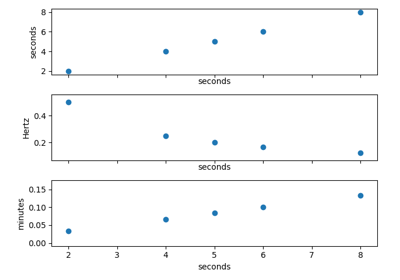 8
6
4
2
seconds
seconds
0.4
0.2
Hertz
seconds
0.15
0.10
0.05
0.00
minutes
2 3 4 5 6 7 8
seconds